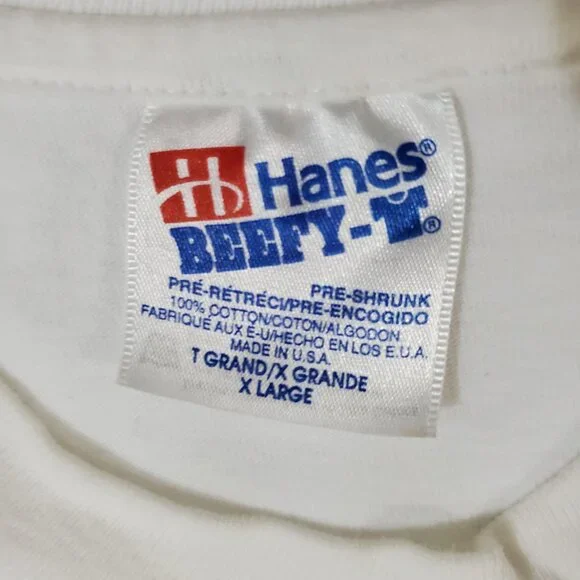 H Hanes®
BEEFY-T®
PRE-SHRUNK
PRÉ-RÉTRÉCI/PRE-ENCOGIDO
100% COTTON/COTON/ALGODON
FABRIQUÉ AUX É-U/HECHO EN LOS E.U.A.
MADE IN U.S.A.
T GRAND/X GRANDE
X LARGE